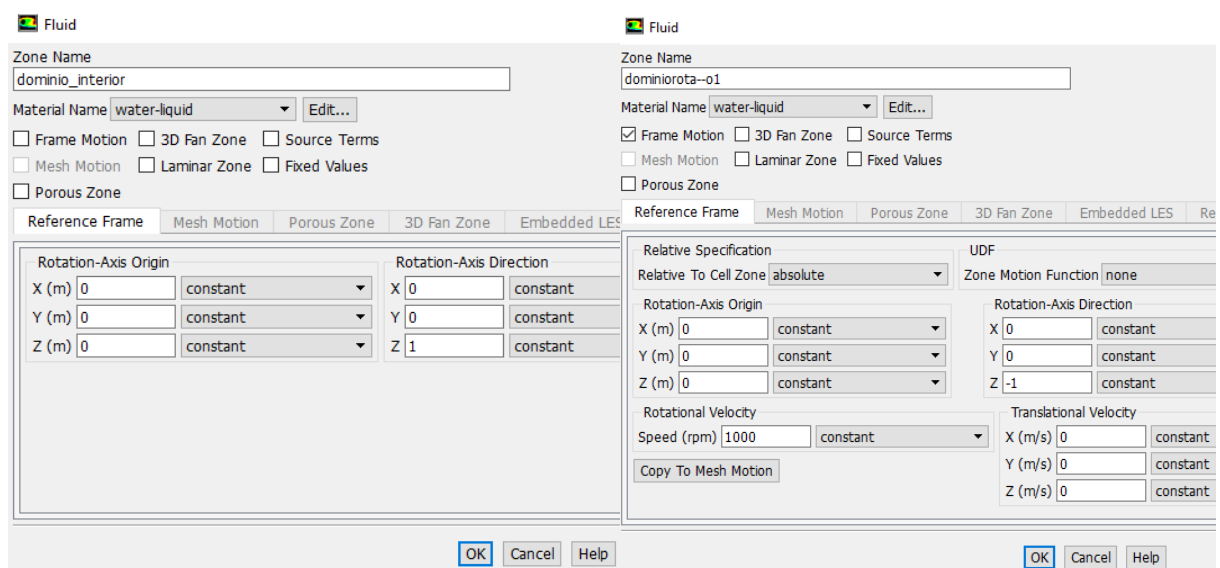 Fluid
Zone Name
dominio_interior
Material Name water-liquid Edit...
Frame Motion 3D Fan Zone Source Terms
Mesh Motion Laminar Zone Fixed Values
Porous Zone
Reference Frame Mesh Motion Porous Zone 3D Fan Zone Embedded LES
Rotation-Axis Origin Rotation-Axis Direction
X (m) 0 constant X 0 constant
Y (m) 0 constant Y 0 constant
Z (m) 0 constant Z 1 constant
OK Cancel Help
Fluid
Zone Name
dominiorota--o1
Material Name water-liquid Edit...
Frame Motion 3D Fan Zone Source Terms
Mesh Motion Laminar Zone Fixed Values
Porous Zone
Reference Frame Mesh Motion Porous Zone 3D Fan Zone Embedded LES Re
Relative Specification UDF
Relative To Cell Zone absolute Zone Motion Function none
Rotation-Axis Origin Rotation-Axis Direction
X (m) 0 constant X 0 constant
Y (m) 0 constant Y 0 constant
Z (m) 0 constant Z -1 constant
Rotational Velocity Translational Velocity
Speed (rpm) 1000 constant X (m/s) 0 constant
Copy To Mesh Motion Y (m/s) 0 constant
Z (m/s) 0 constant
OK Cancel Help